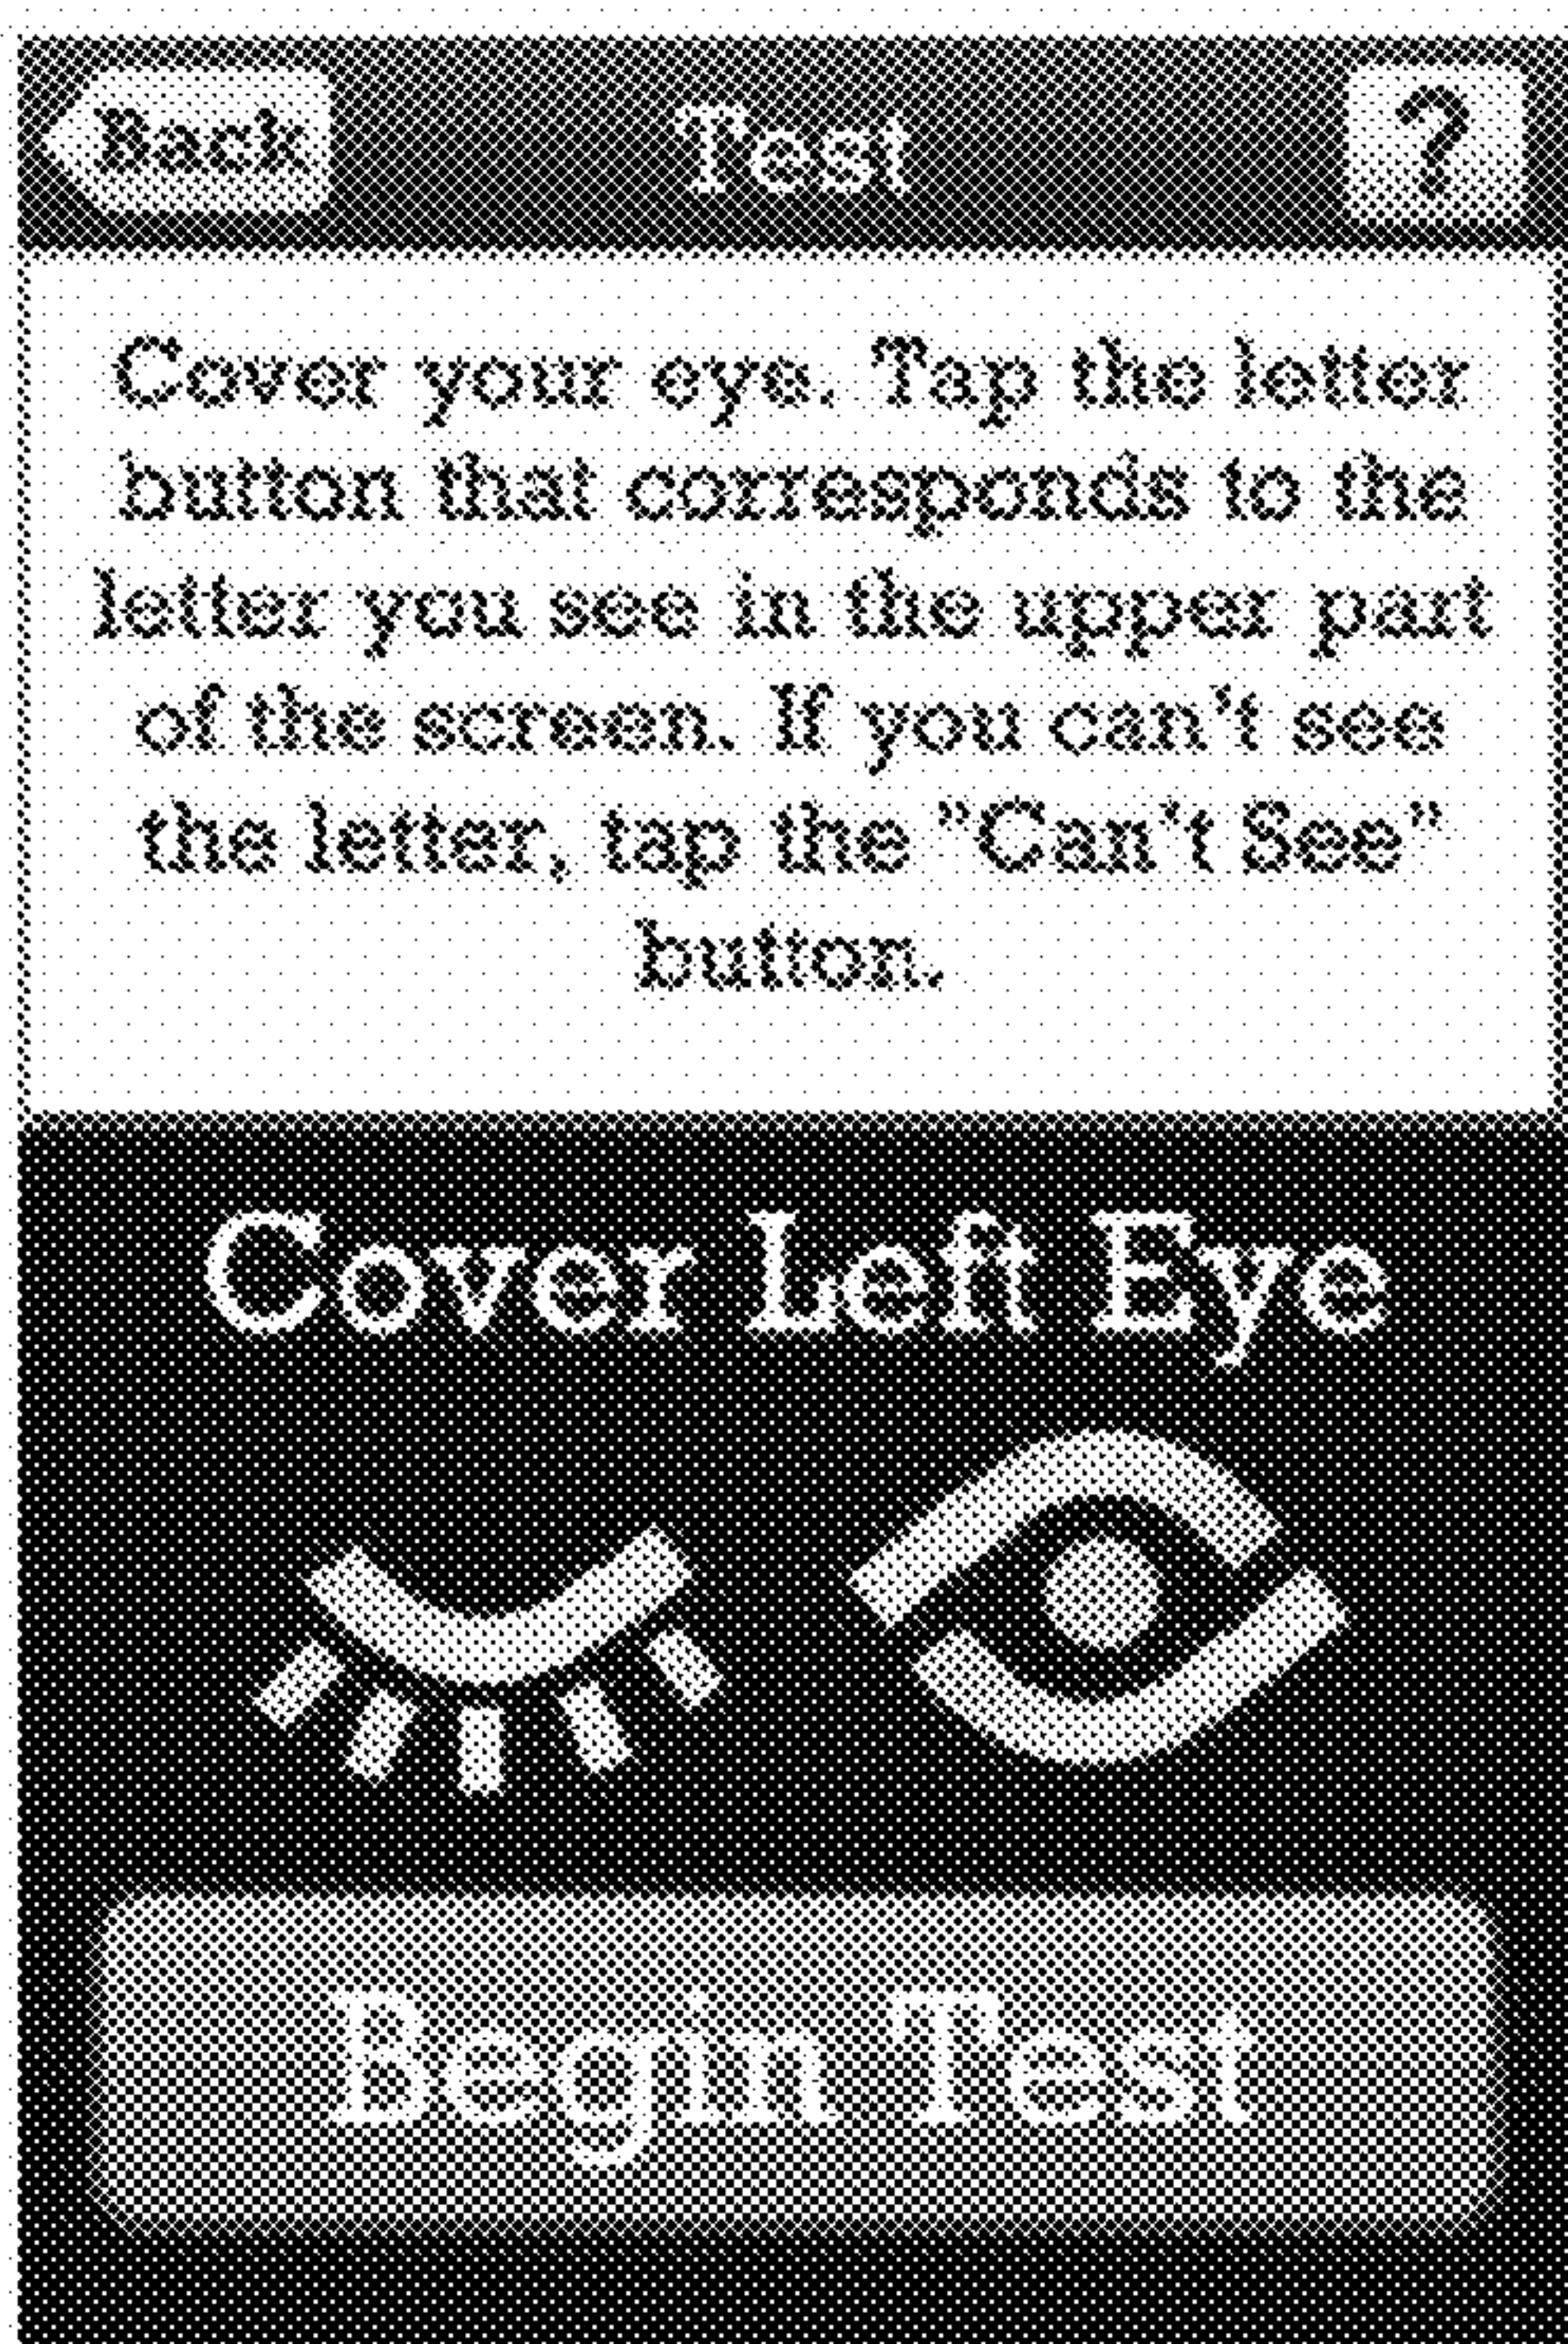 Back Test ?
Cover your eye. Tap the letter
button that corresponds to the
letter you see in the upper part
of the screen. If you can't see
the letter, tap the "Can't See"
button.
Cover Left Eye
Begin Test